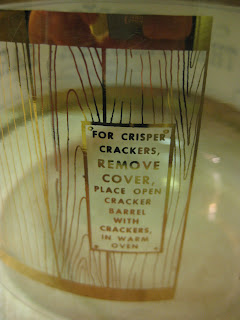 FOR CRISPER
CRACKERS,
REMOVE
COVER,
PLACE OPEN
CRACKER
BARREL
WITH
CRACKERS,
IN WARM
OVEN